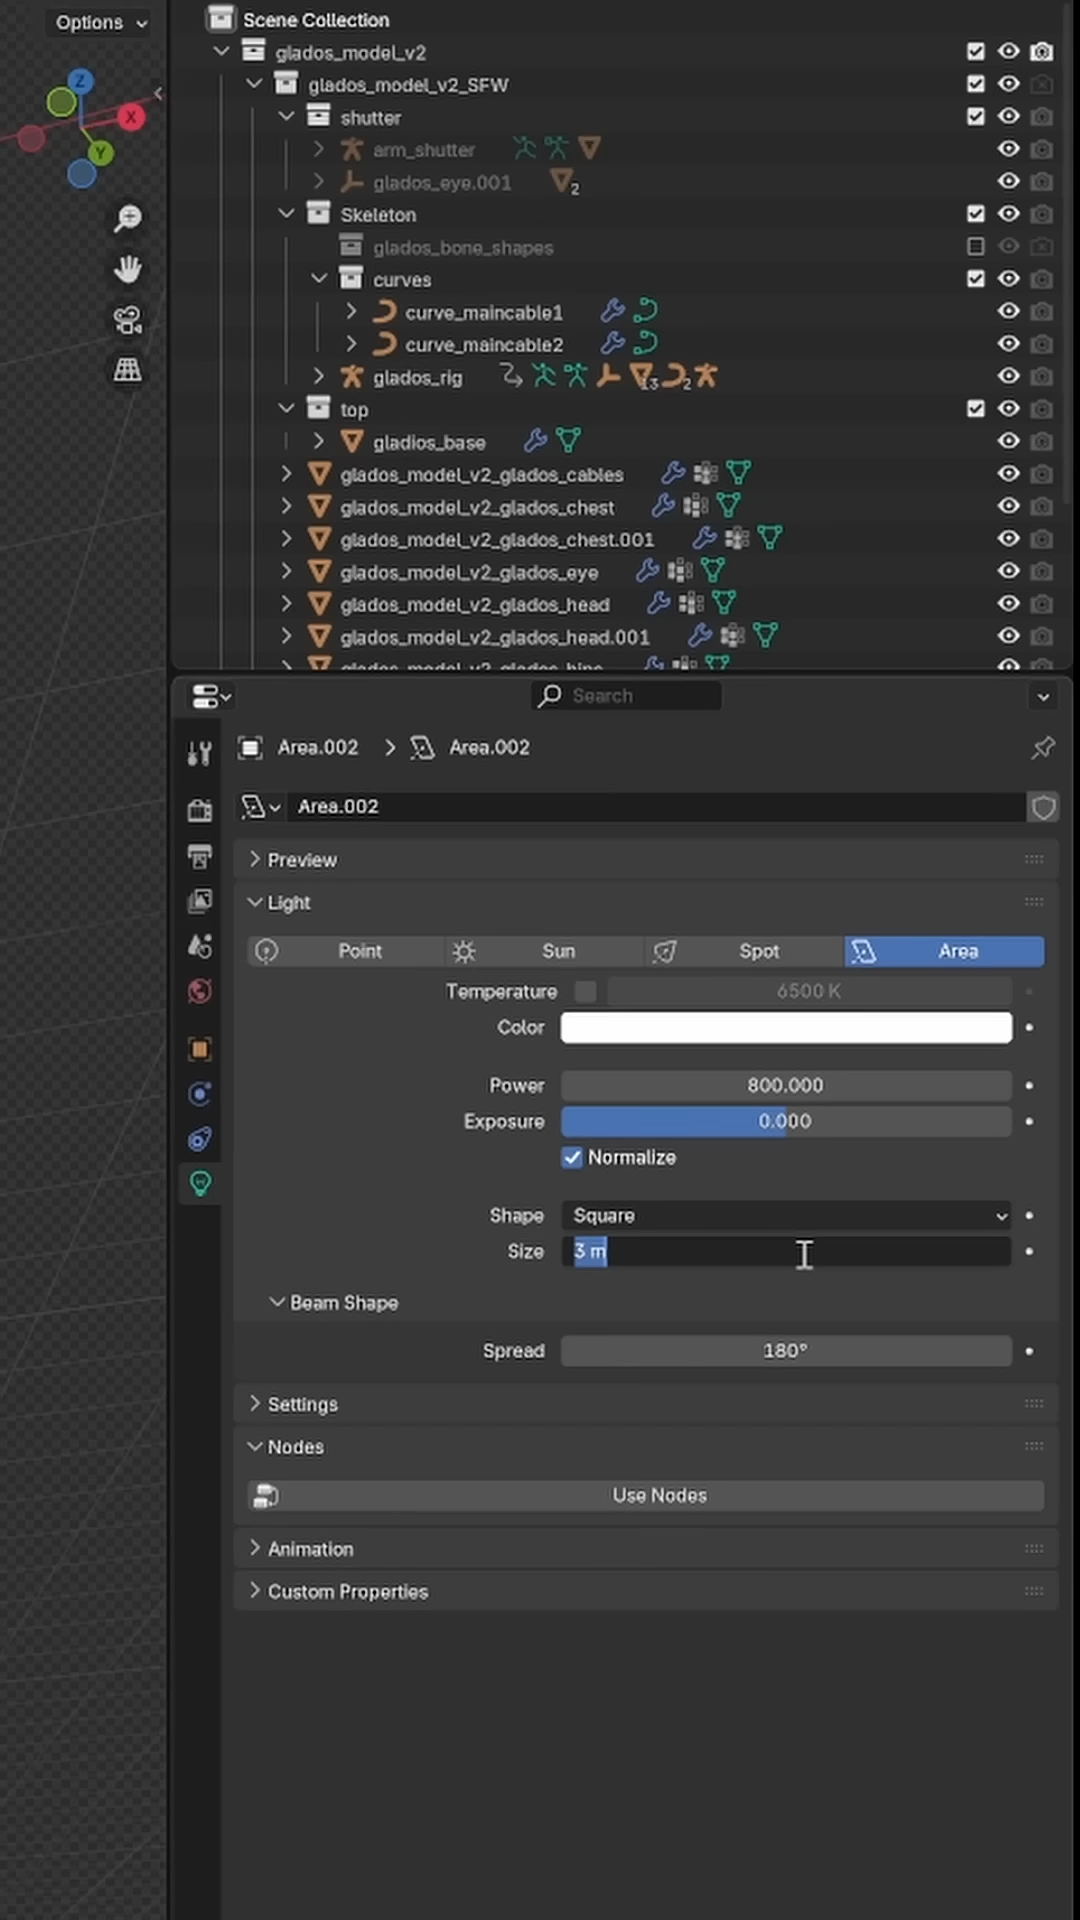 Options
Scene Collection
glados_model_v2
glados_model_v2_SFW
shutter
arm_shutter
glados_eye.001 2
Skeleton
glados_bone_shapes
curves
curve_maincable1
curve_maincable2
glados_rig 13 2
top
gladios_base
glados_model_v2_glados_cables
glados_model_v2_glados_chest
glados_model_v2_glados_chest.001
glados_model_v2_glados_eye
glados_model_v2_glados_head
glados_model_v2_glados_head.001
glados_model_v2_glados_hips
Z
X
Y
Search
Area.002 > Area.002
Area.002
Preview
Light
Point Sun Spot Area
Temperature 6500 K
Color
Power 800.000
Exposure 0.000
Normalize
Shape Square
Size 3 m
Beam Shape
Spread 180°
Settings
Nodes
Use Nodes
Animation
Custom Properties